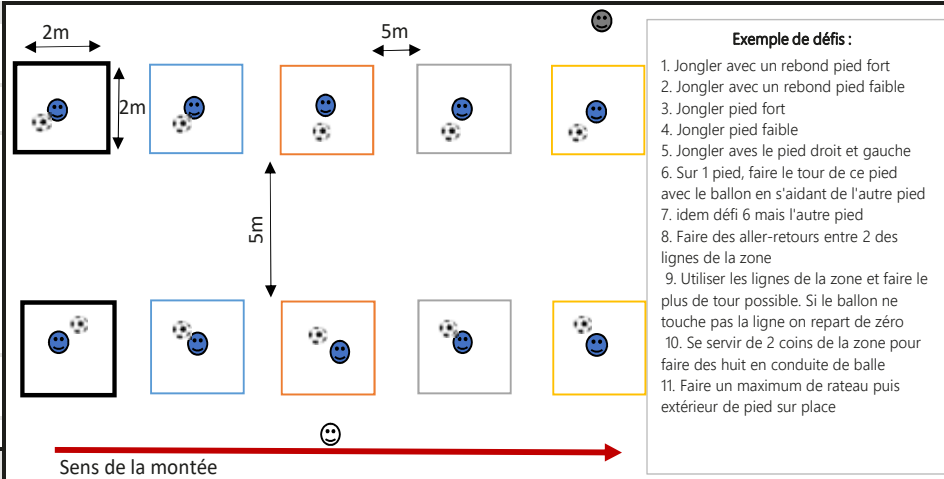 2m
5m
2m
5m
Sens de la montée
Exemple de défis :
1. Jongler avec un rebond pied fort
2. Jongler avec un rebond pied faible
3. Jongler pied fort
4. Jongler pied faible
5. Jongler aves le pied droit et gauche
6. Sur 1 pied, faire le tour de ce pied
avec le ballon en s'aidant de l'autre pied
7. idem défi 6 mais l'autre pied
8. Faire des aller-retours entre 2 des
lignes de la zone
9. Utiliser les lignes de la zone et faire le
plus de tour possible. Si le ballon ne
touche pas la ligne on repart de zéro
10. Se servir de 2 coins de la zone pour
faire des huit en conduite de balle
11. Faire un maximum de rateau puis
extérieur de pied sur place